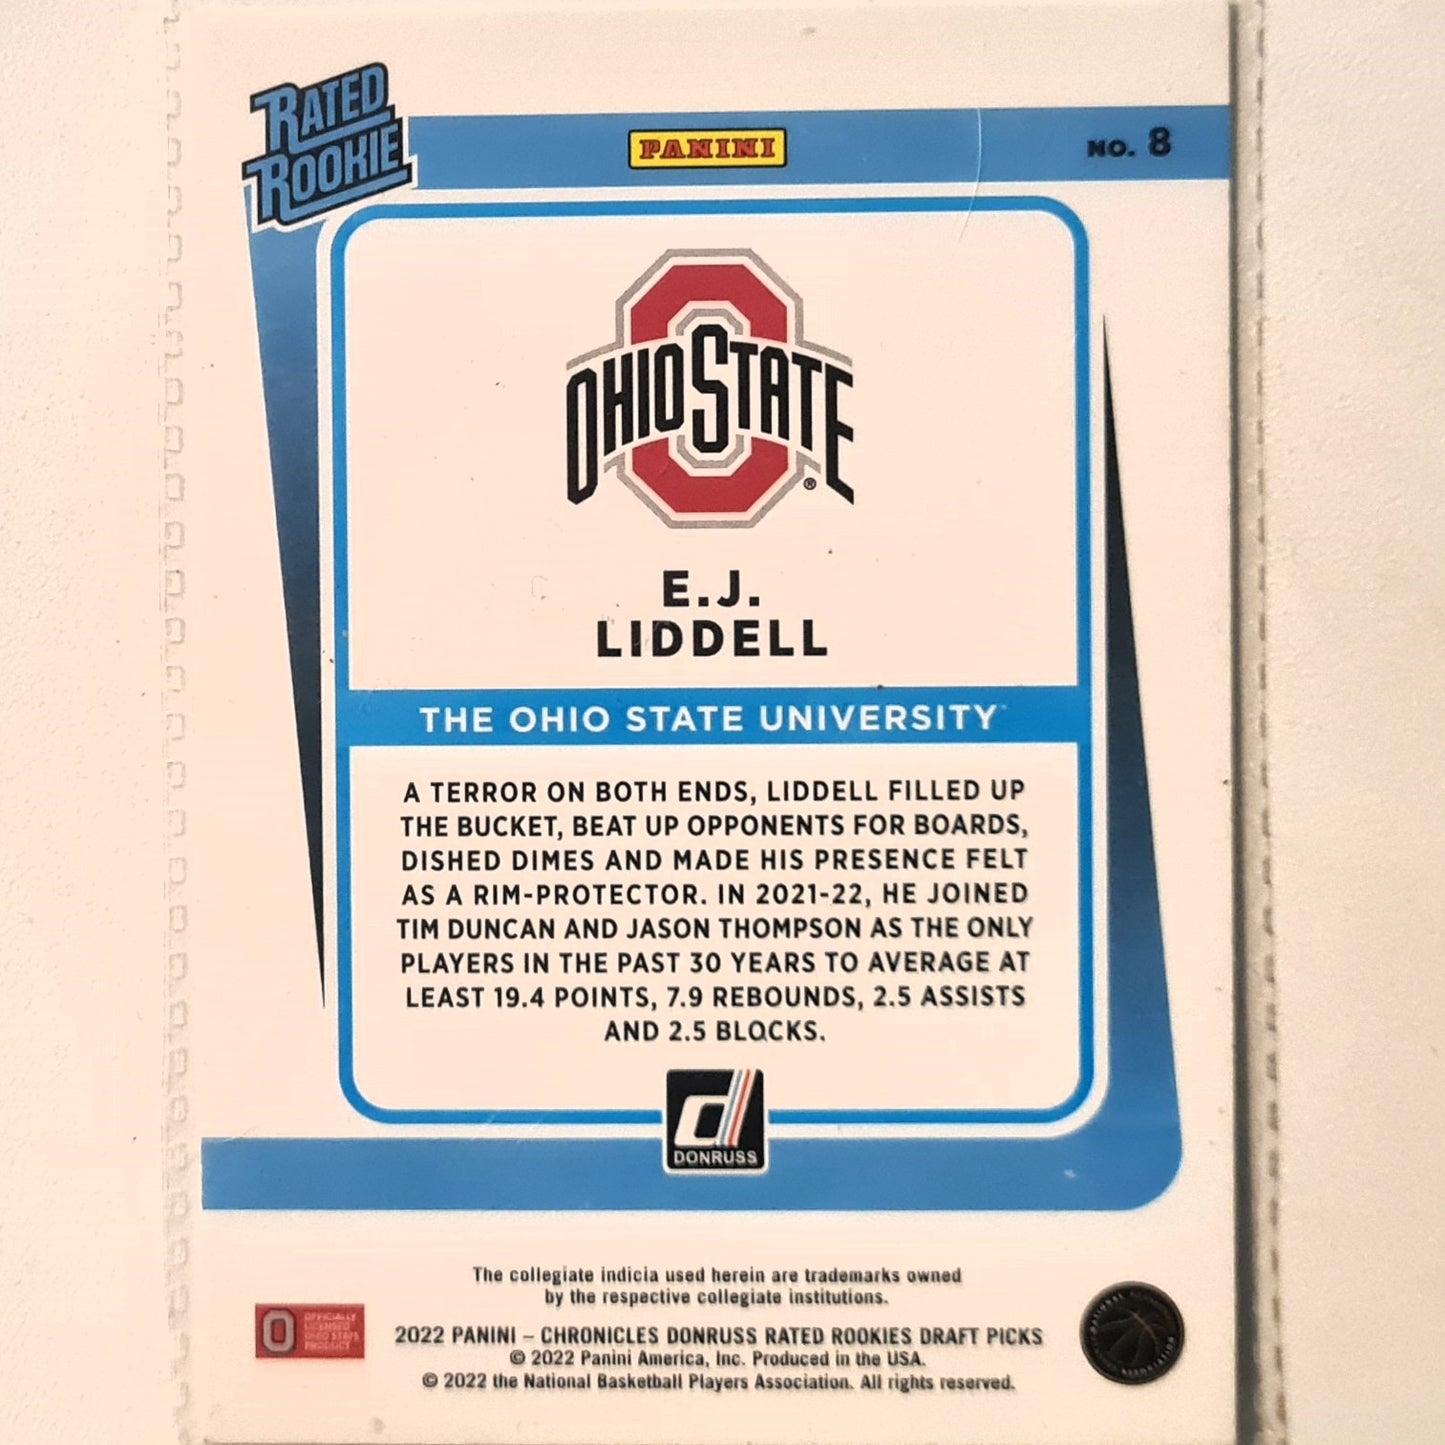 RATED
ROOKIE
PANINI
NO. 8
OHIO STATE
®
E.J.
LIDDELL
THE OHIO STATE UNIVERSITY
A TERROR ON BOTH ENDS, LIDDELL FILLED UP
THE BUCKET, BEAT UP OPPONENTS FOR BOARDS,
DISHED DIMES AND MADE HIS PRESENCE FELT
AS A RIM-PROTECTOR. IN 2021-22, HE JOINED
TIM DUNCAN AND JASON THOMPSON AS THE ONLY
PLAYERS IN THE PAST 30 YEARS TO AVERAGE AT
LEAST 19.4 POINTS, 7.9 REBOUNDS, 2.5 ASSISTS
AND 2.5 BLOCKS.
d
DONRUSS
The collegiate indicia used herein are trademarks owned
by the respective collegiate institutions.
O
OFFICIALLY
LICENSED
OHIO STATE
PRODUCT
2022 PANINI – CHRONICLES DONRUSS RATED ROOKIES DRAFT PICKS
© 2022 Panini America, Inc. Produced in the USA.
© 2022 the National Basketball Players Association. All rights reserved.